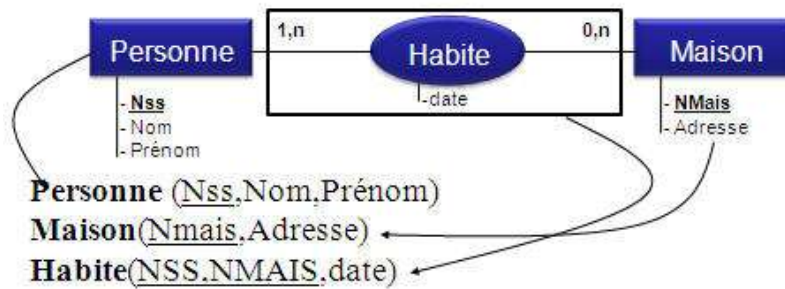 1,n
0,n
Personne
Habite
Maison
- Nss
- Nom
- Prénom
-date
- NMais
- Adresse
Personne (Nss,Nom,Prénom)
Maison(Nmais,Adresse)
Habite(NSS,NMAIS,date)